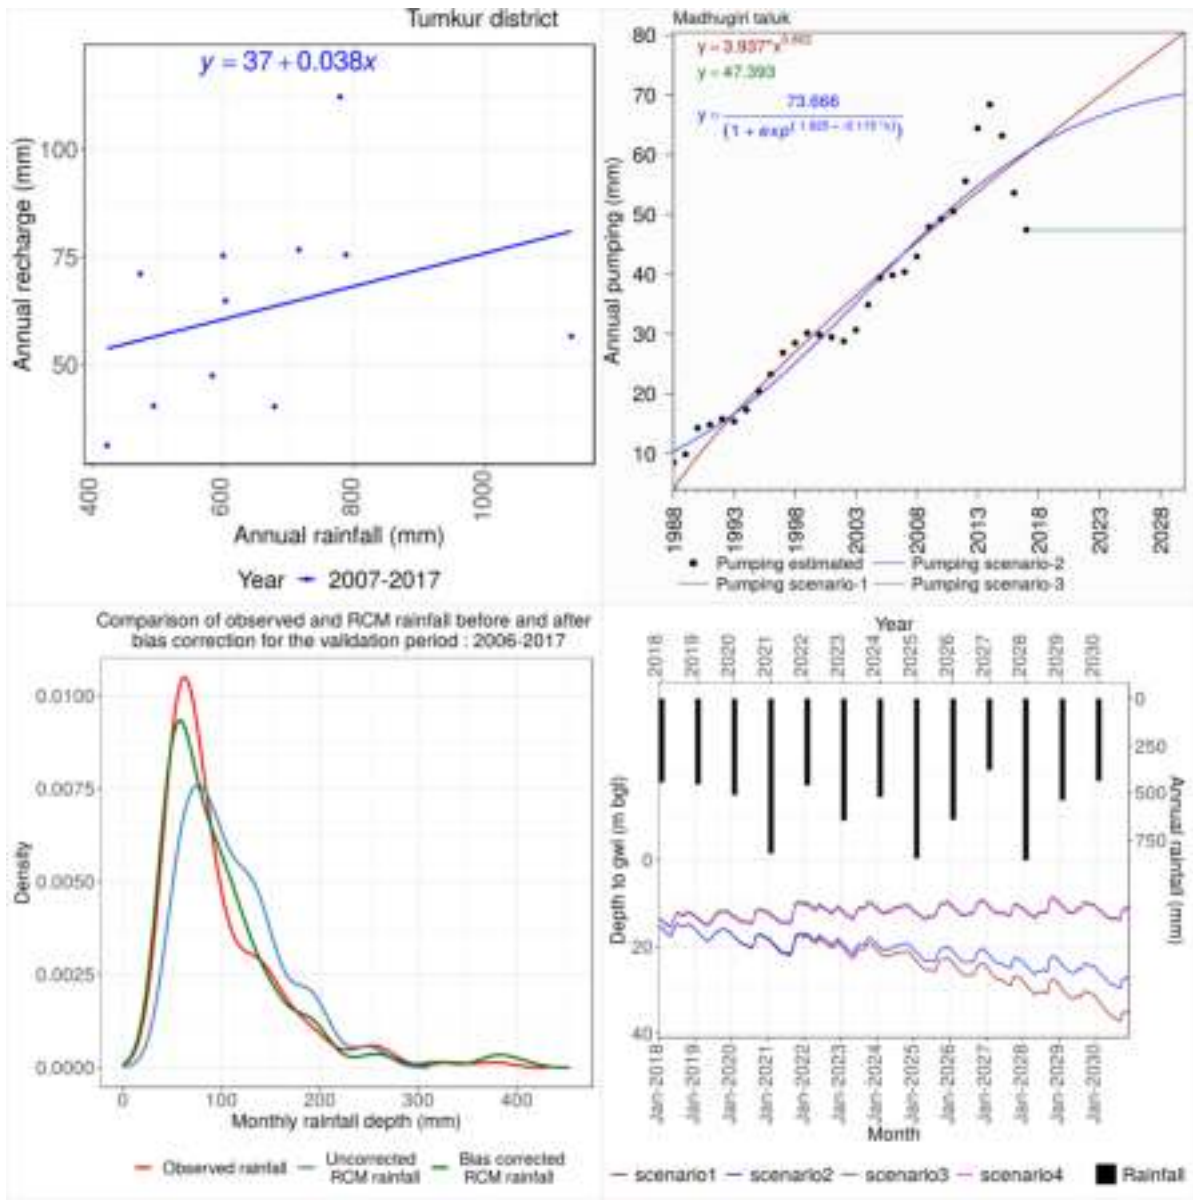 Tumkur district
y = 37 + 0.038x
Annual recharge (mm)
100
75
50
400
600
800
1000
Annual rainfall (mm)
Year 2007-2017
Madhugiri taluk
y = 47.393
y = 73.666
Annual pumping (mm)
80
70
60
50
40
30
20
10
1988
1993
1998
2003
2008
2013
2018
2023
2028
Pumping estimated Pumping scenario-2
Pumping scenario-1 Pumping scenario-3
Comparison of observed and RCM rainfall before and after
bias correction for the validation period : 2006-2017
Density
0.0100
0.0075
0.0050
0.0025
0.0000
0 100 200 300 400
Monthly rainfall depth (mm)
Observed rainfall
Uncorrected
RCM rainfall
Bias corrected
RCM rainfall
Year
2018
2019
2020
2021
2022
2023
2024
2025
2026
2027
2028
2029
2030
Depth to gwl (m bgl)
0
20
40
0
250
500
750
Annual rainfall (mm)
Jan-2018
Jan-2019
Jan-2020
Jan-2021
Jan-2022
Jan-2023
Jan-2024
Jan-2025
Jan-2026
Jan-2027
Jan-2028
Jan-2029
Jan-2030
Month
scenario1 scenario2 scenario3 scenario4 Rainfall